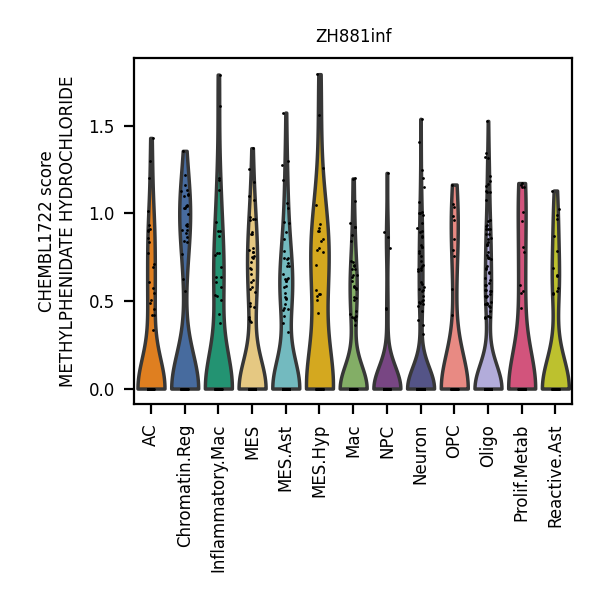 ZH881inf
CHEMBL1722 score
METHYLPHENIDATE HYDROCHLORIDE
1.5
1.0
0.5
0.0
AC
Chromatin.Reg
Inflammatory.Mac
MES
MES.Ast
MES.Hyp
Mac
NPC
Neuron
OPC
Oligo
Prolif.Metab
Reactive.Ast